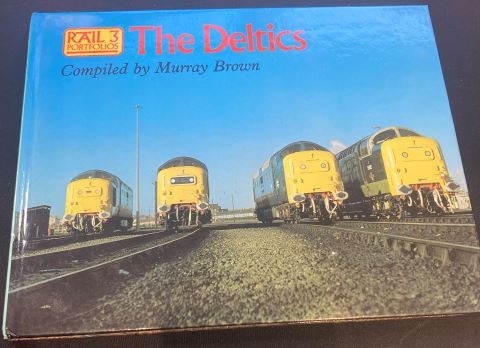 RAIL 3
PORTFOLIOS
The Deltics
Compiled by Murray Brown